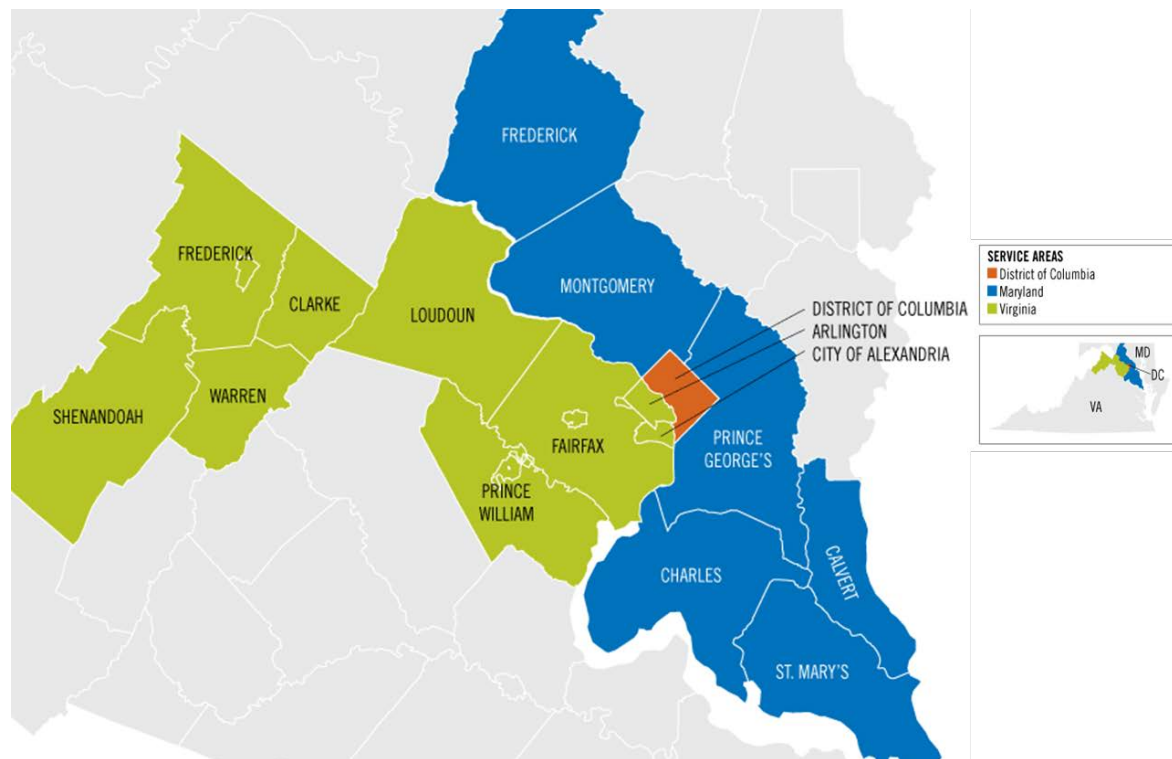 FREDERICK
FREDERICK
CLARKE
LOUDOUN
MONTGOMERY
DISTRICT OF COLUMBIA
ARLINGTON
CITY OF ALEXANDRIA
SHENANDOAH
WARREN
FAIRFAX
PRINCE
GEORGE'S
PRINCE
WILLIAM
CHARLES
CALVERT
ST. MARY'S
SERVICE AREAS
District of Columbia
Maryland
Virginia
MD
DC
VA